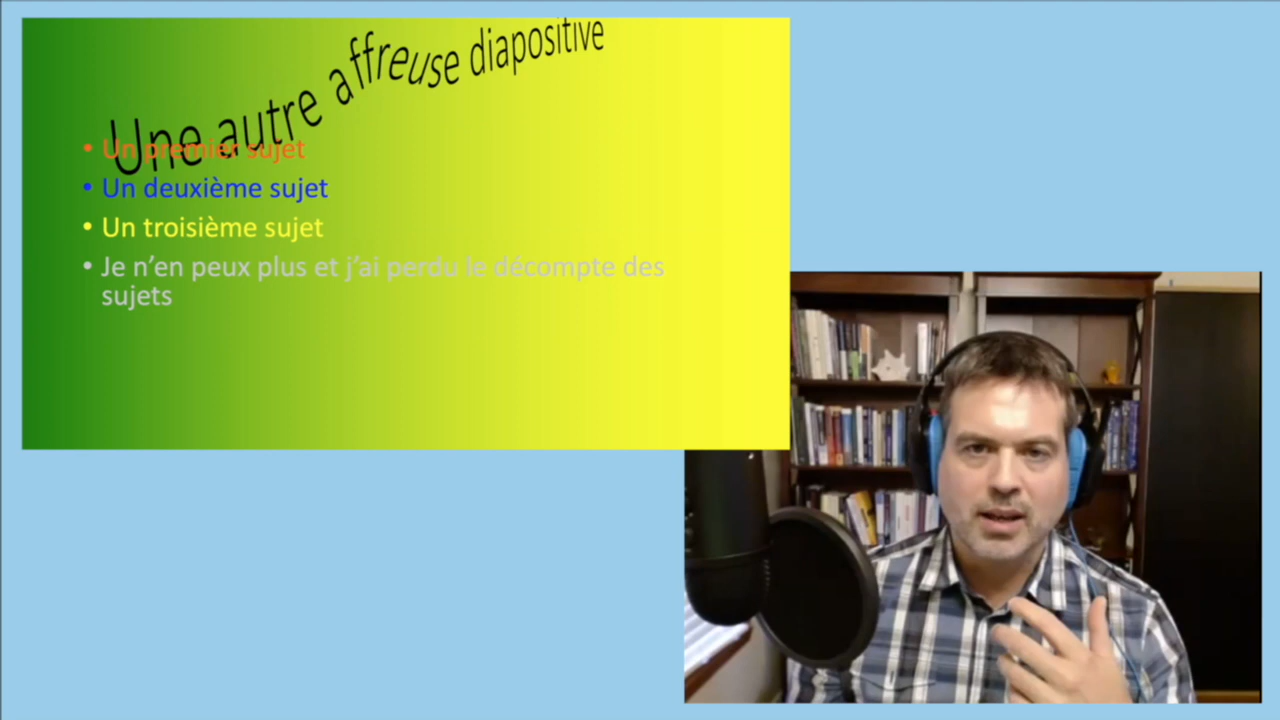 Une autre affreuse diapositive
• Un premier sujet
• Un deuxième sujet
• Un troisième sujet
• Je n’en peux plus et j’ai perdu le décompte des
sujets